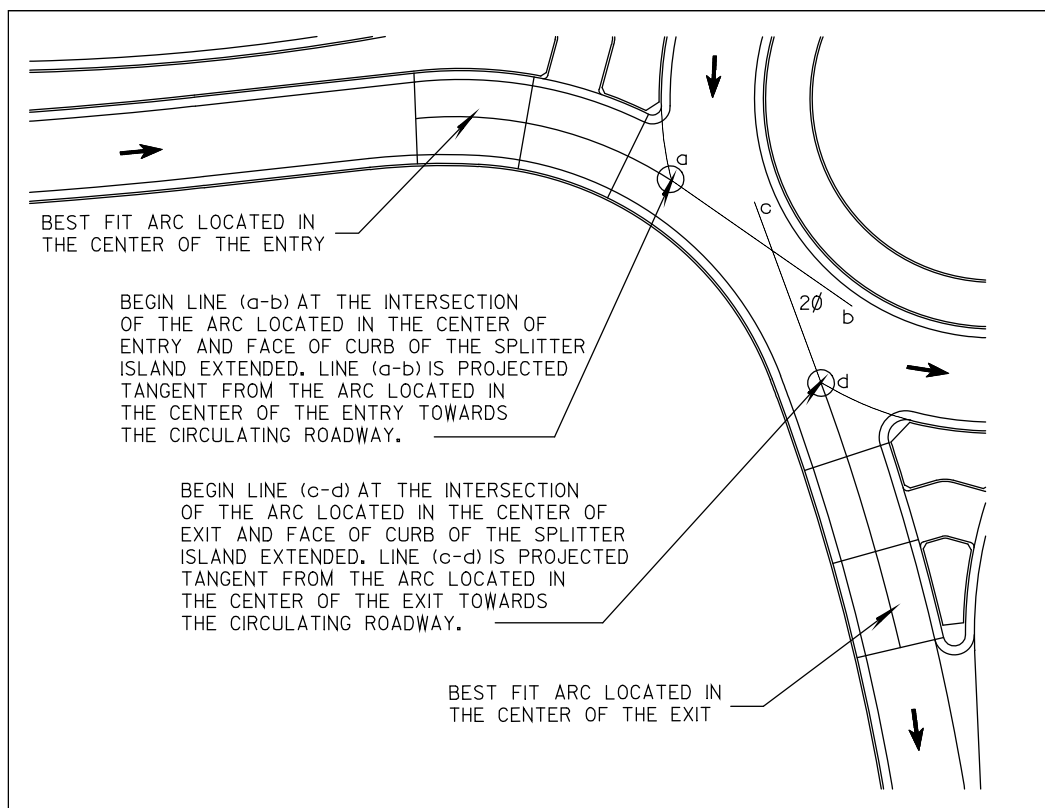 a
c
BEST FIT ARC LOCATED IN
THE CENTER OF THE ENTRY
2Ø
b
BEGIN LINE (a-b) AT THE INTERSECTION
OF THE ARC LOCATED IN THE CENTER OF
ENTRY AND FACE OF CURB OF THE SPLITTER
ISLAND EXTENDED. LINE (a-b) IS PROJECTED
TANGENT FROM THE ARC LOCATED IN
THE CENTER OF THE ENTRY TOWARDS
THE CIRCULATING ROADWAY.
d
BEGIN LINE (c-d) AT THE INTERSECTION
OF THE ARC LOCATED IN THE CENTER OF
EXIT AND FACE OF CURB OF THE SPLITTER
ISLAND EXTENDED. LINE (c-d) IS PROJECTED
TANGENT FROM THE ARC LOCATED IN
THE CENTER OF THE EXIT TOWARDS
THE CIRCULATING ROADWAY.
BEST FIT ARC LOCATED IN
THE CENTER OF THE EXIT